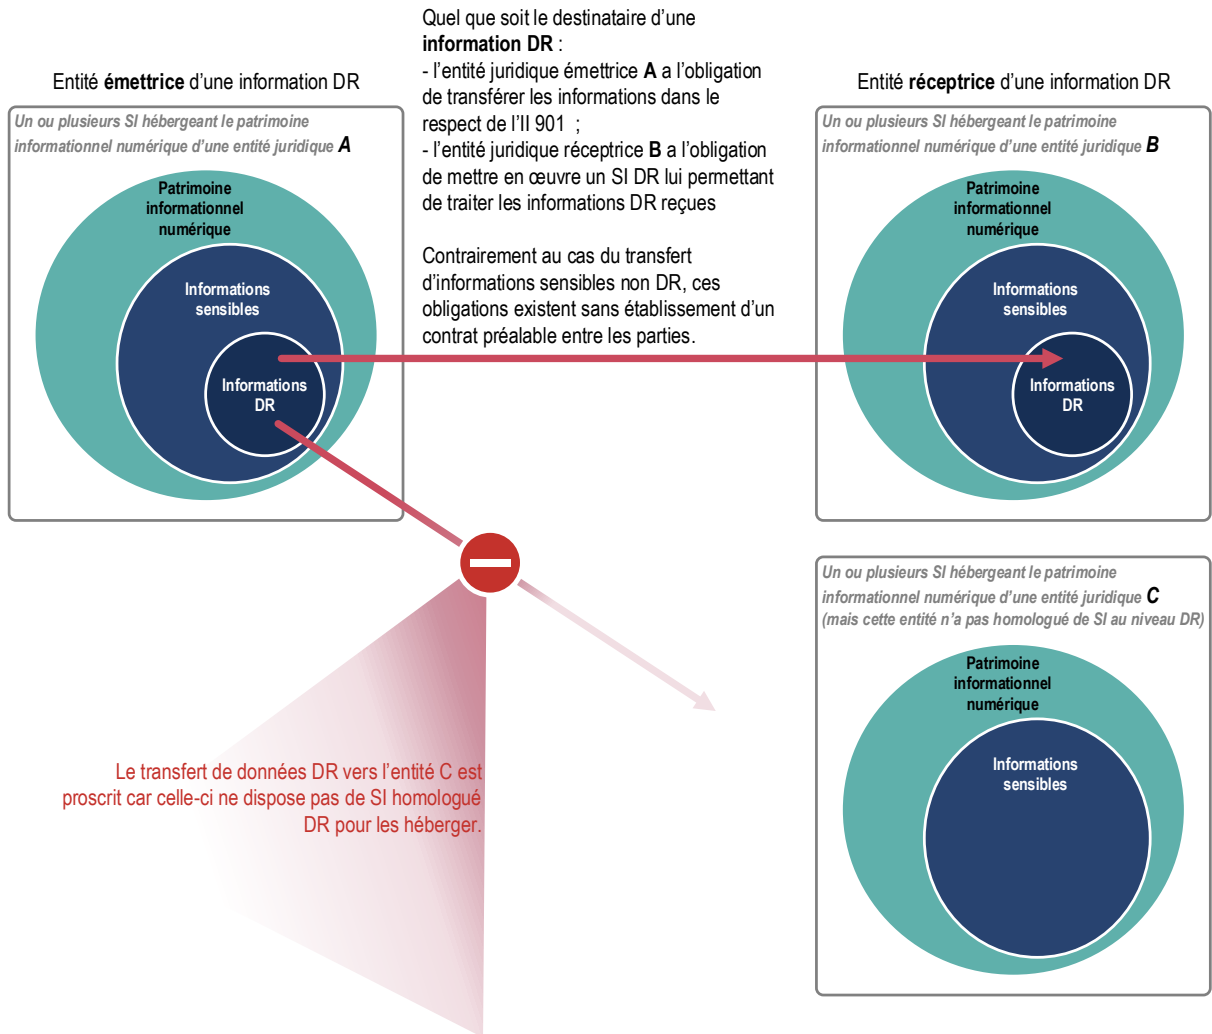 Quel que soit le destinataire d'une
information DR :
- l'entité juridique émettrice A a l'obligation
de transférer les informations dans le
respect de l'II 901 ;
- l'entité juridique réceptrice B a l'obligation
de mettre en œuvre un SI DR lui permettant
de traiter les informations DR reçues
Contrairement au cas du transfert
d'informations sensibles non DR, ces
obligations existent sans établissement d'un
contrat préalable entre les parties.
Entité émettrice d'une information DR
Un ou plusieurs SI hébergeant le patrimoine
informationnel numérique d'une entité juridique A
Patrimoine
informationnel
numérique
Informations
sensibles
Informations
DR
Entité réceptrice d'une information DR
Un ou plusieurs SI hébergeant le patrimoine
informationnel numérique d'une entité juridique B
Patrimoine
informationnel
numérique
Informations
sensibles
Informations
DR
Un ou plusieurs SI hébergeant le patrimoine
informationnel numérique d'une entité juridique C
(mais cette entité n'a pas homologué de SI au niveau DR)
Patrimoine
informationnel
numérique
Informations
sensibles
Le transfert de données DR vers l'entité C est
proscrit car celle-ci ne dispose pas de SI homologué
DR pour les héberger.